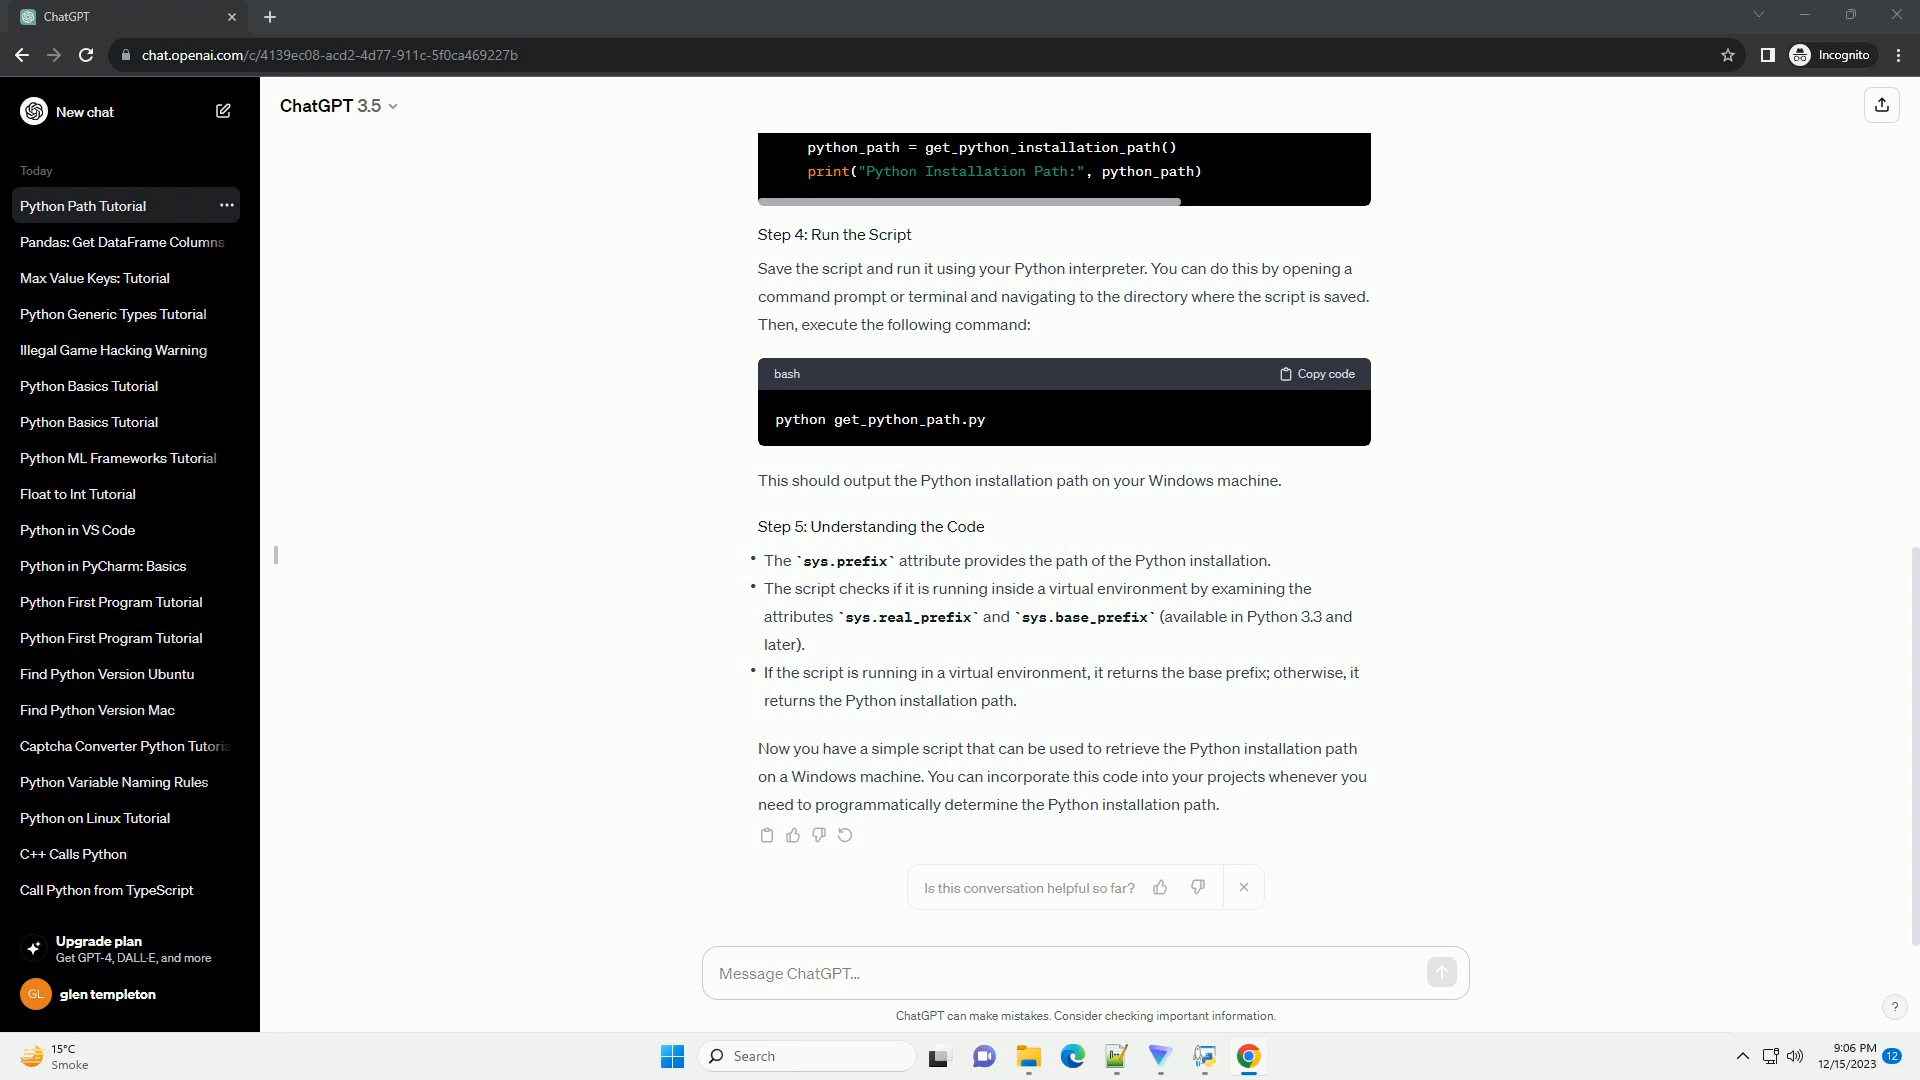 ChatGPT
chat.openai.com/c/4139ec08-acd2-4d77-911c-5f0ca469227b
Incognito
New chat
Today
Python Path Tutorial
Pandas: Get DataFrame Columns
Max Value Keys: Tutorial
Python Generic Types Tutorial
Illegal Game Hacking Warning
Python Basics Tutorial
Python Basics Tutorial
Python ML Frameworks Tutorial
Float to Int Tutorial
Python in VS Code
Python in PyCharm: Basics
Python First Program Tutorial
Python First Program Tutorial
Find Python Version Ubuntu
Find Python Version Mac
Captcha Converter Python Tutoria
Python Variable Naming Rules
Python on Linux Tutorial
C++ Calls Python
Call Python from TypeScript
Upgrade plan
Get GPT-4, DALL·E, and more
GL
glen templeton
ChatGPT 3.5
python_path = get_python_installation_path()
print("Python Installation Path:", python_path)
Step 4: Run the Script
Save the script and run it using your Python interpreter. You can do this by opening a
command prompt or terminal and navigating to the directory where the script is saved.
Then, execute the following command:
bash
Copy code
python get_python_path.py
This should output the Python installation path on your Windows machine.
Step 5: Understanding the Code
• The `sys.prefix` attribute provides the path of the Python installation.
• The script checks if it is running inside a virtual environment by examining the
attributes `sys.real_prefix` and `sys.base_prefix` (available in Python 3.3 and
later).
• If the script is running in a virtual environment, it returns the base prefix; otherwise, it
returns the Python installation path.
Now you have a simple script that can be used to retrieve the Python installation path
on a Windows machine. You can incorporate this code into your projects whenever you
need to programmatically determine the Python installation path.
Is this conversation helpful so far?
Message ChatGPT...
ChatGPT can make mistakes. Consider checking important information.
?
15°C
Smoke
Search
9:06 PM
12/15/2023
12